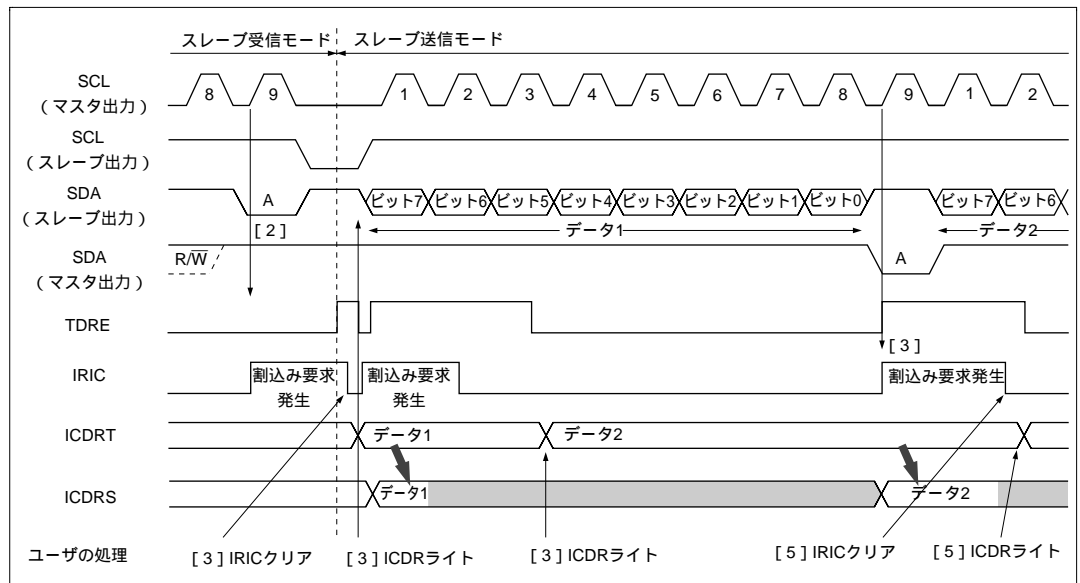 スレーブ受信モード スレーブ送信モード
SCL
(マスタ出力)
8 9 1 2 3 4 5 6 7 8 9 1 2
SCL
(スレーブ出力)
SDA
(スレーブ出力)
A ビット7 ビット6 ビット5 ビット4 ビット3 ビット2 ビット1 ビット0 ビット7 ビット6
[2] データ1 データ2
SDA
(マスタ出力)
R/W̅ A
TDRE
[3]
IRIC
割込み要求
発生
割込み要求
発生
割込み要求発生
ICDRT
データ1 データ2
ICDRS
データ1 データ2
ユーザの処理
[3] IRICクリア [3] ICDRライト [3] ICDRライト [5] IRICクリア [5] ICDRライト